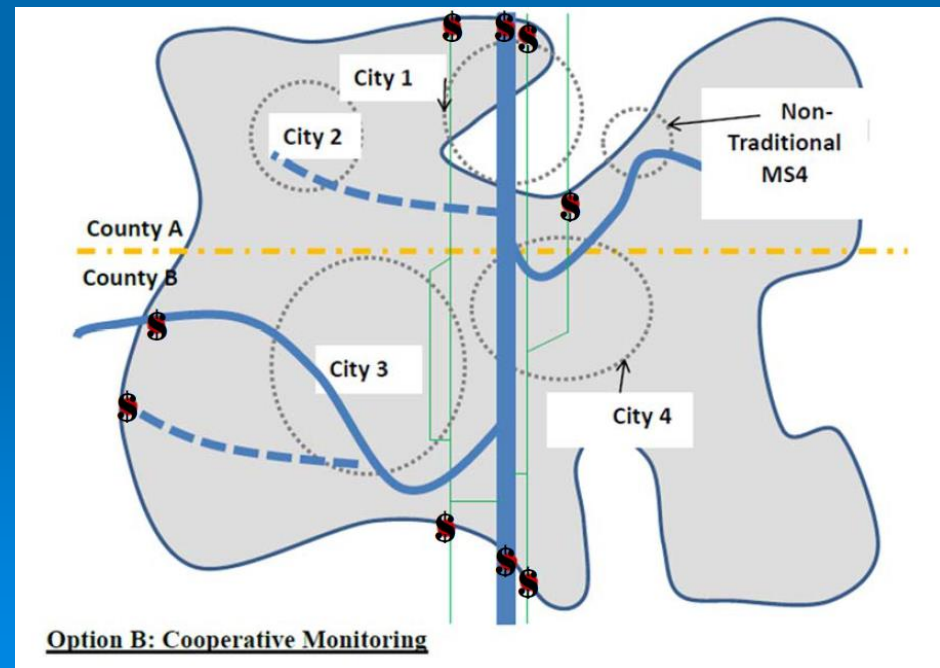 $ $ $
City 1
City 2
Non-
Traditional
MS4
$
County A
County B
$
City 3
$
City 4
$
$
$
Option B: Cooperative Monitoring